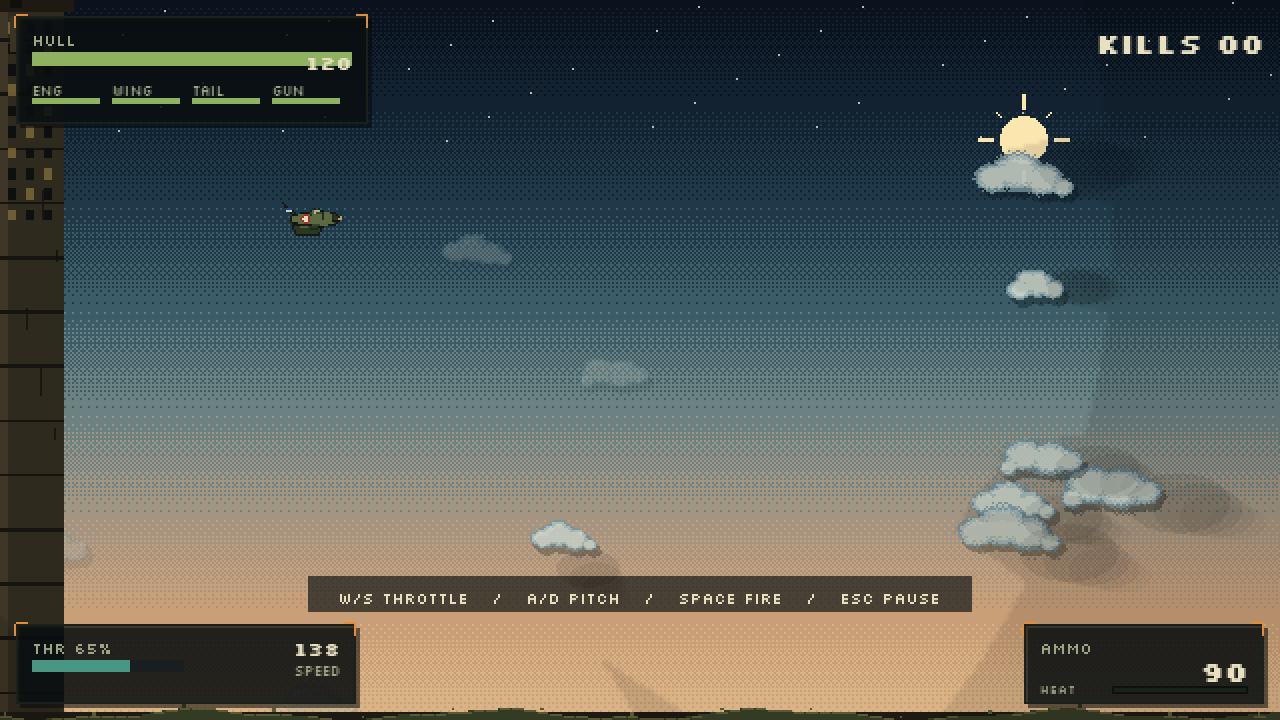 HULL
120
ENG WING TAIL GUN
KILLS 00
W/S THROTTLE / A/D PITCH / SPACE FIRE / ESC PAUSE
THR 65%
138
SPEED
AMMO
90
HEAT